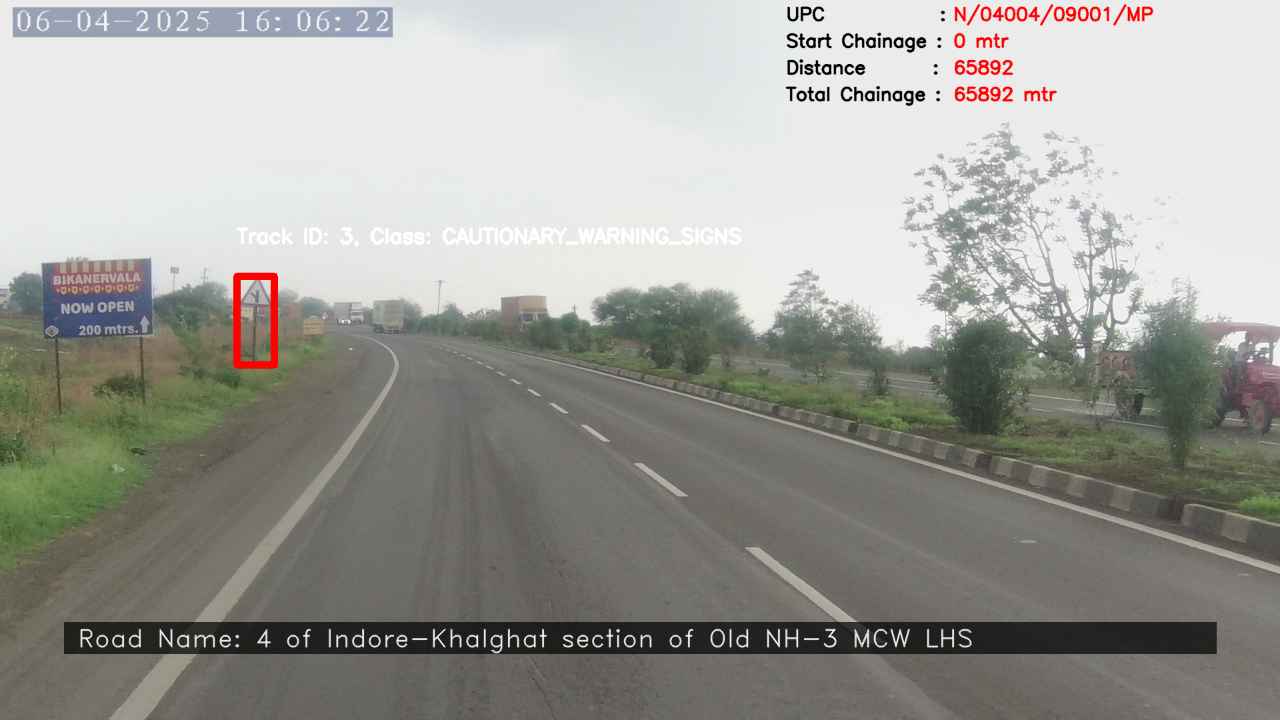 06-04-2025 16:06:22
UPC : N/04004/09001/MP
Start Chainage : 0 mtr
Distance : 65892
Total Chainage : 65892 mtr
Track ID: 3, Class: CAUTIONARY_WARNING_SIGNS
BIKANERVALA
NOW OPEN
200 mtrs.
Road Name: 4 of Indore-Khalghat section of Old NH-3 MCW LHS